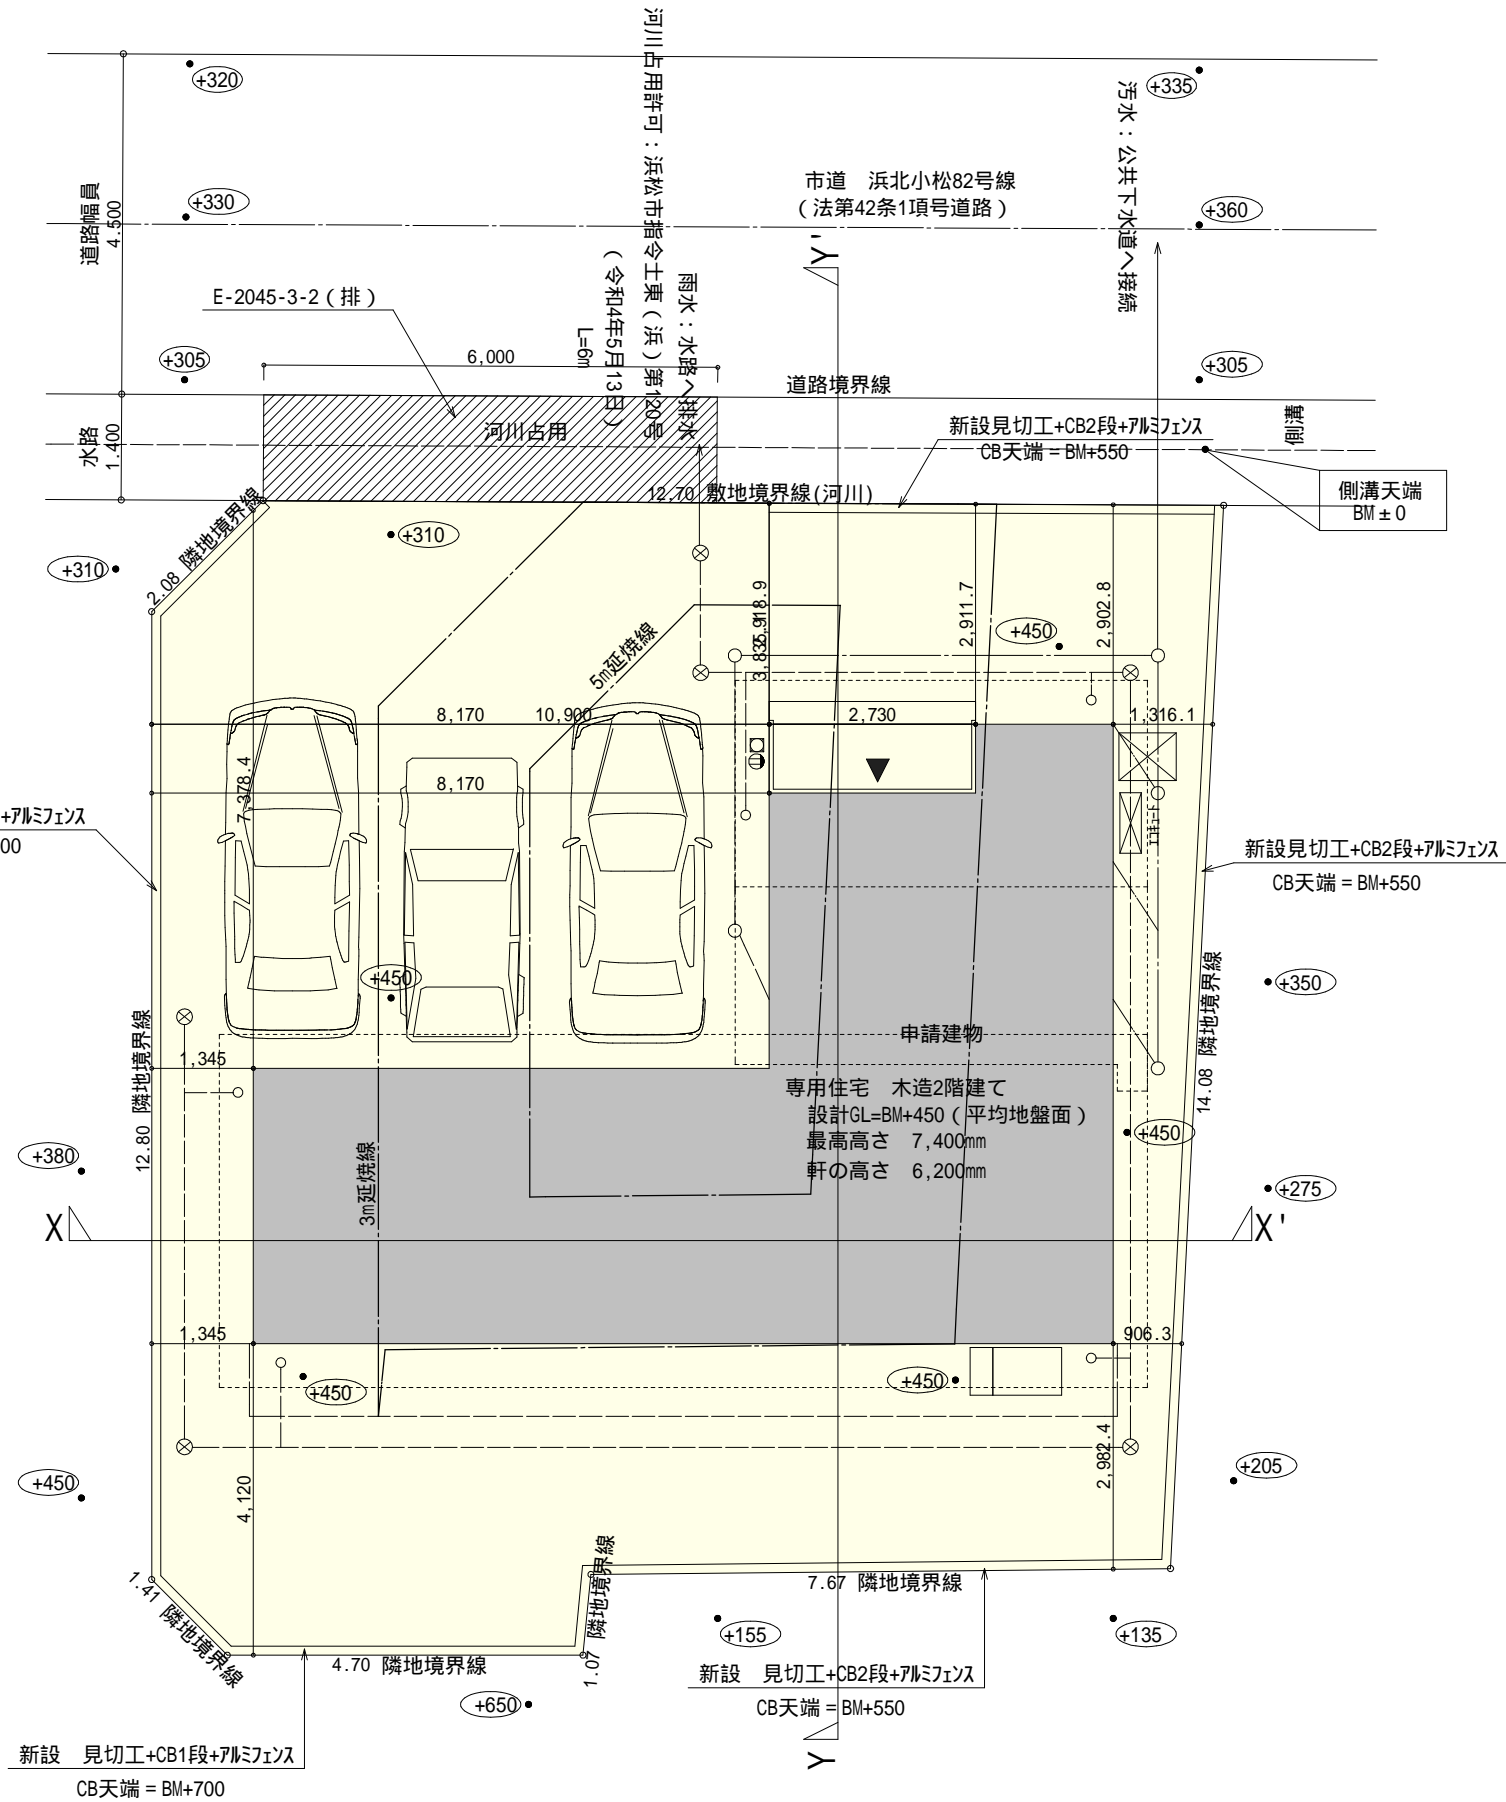 +320
+335
道路幅員
4.500
+330
+360
市道　浜北小松82号線
（法第42条1項号道路）
河川占用許可：浜松市指令土東（浜）第120号
（令和4年5月13日）
L=6m
雨水：水路へ排水
汚水：公共下水道へ接続
Y'
E-2045-3-2（排）
+305
+305
6,000
道路境界線
水路
1.400
河川占用
新設見切工+CB2段+アルミフェンス
CB天端＝BM+550
側溝
側溝天端
BM±0
12.70 敷地境界線(河川)
2.08 隣地境界線
+310
+310
2,911.7
2,902.8
+450
5m延焼線
8,170
10,900
2,730
1,316.1
7,378.4
8,170
+アルミフェンス
00
エコキュート
新設見切工+CB2段+アルミフェンス
CB天端＝BM+550
+450
+350
14.08 隣地境界線
12.80 隣地境界線
1,345
申請建物
専用住宅　木造2階建て
設計GL=BM+450（平均地盤面）
最高高さ　7,400mm
軒の高さ　6,200mm
+450
+380
3m延焼線
+275
X
X'
1,345
906.3
+450
+450
2,982.4
+450
4,120
+205
1.41 隣地境界線
4.70 隣地境界線
1.07 隣地境界線
7.67 隣地境界線
+155
+135
+650
新設　見切工+CB2段+アルミフェンス
CB天端＝BM+550
新設　見切工+CB1段+アルミフェンス
CB天端＝BM+700
Y